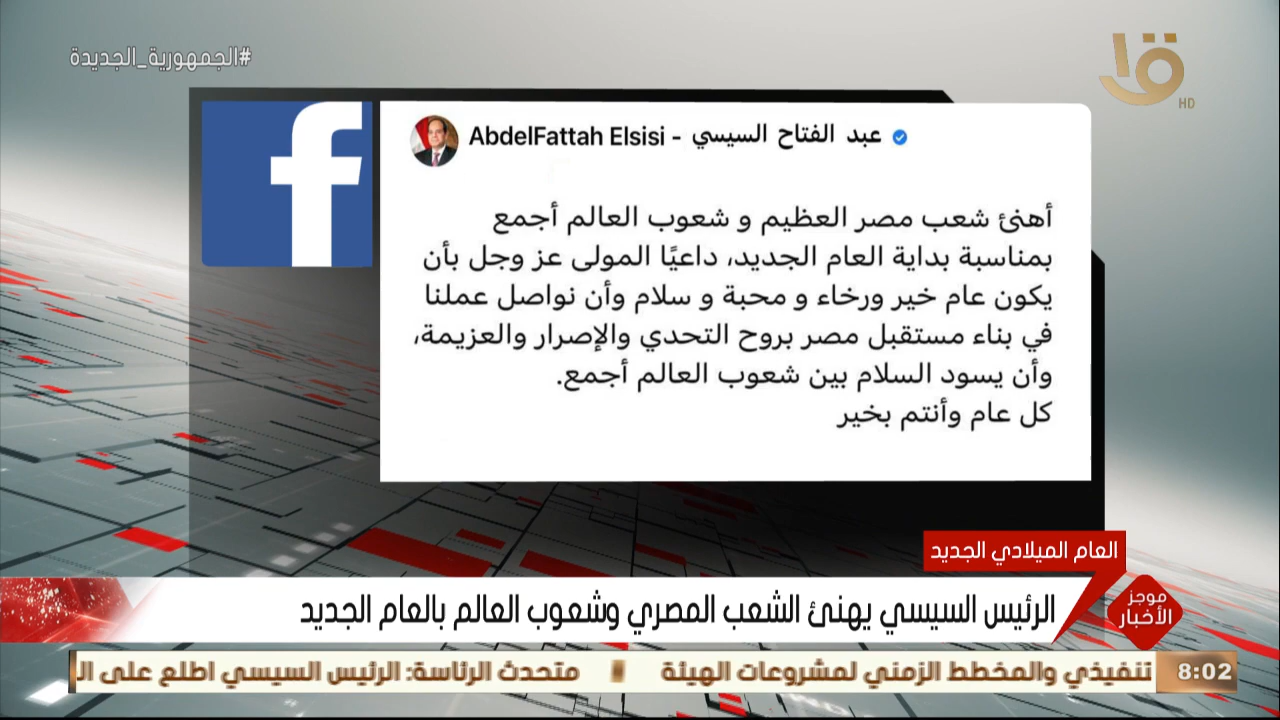 #الجمهورية_الجديدة
HD
AbdelFattah Elsisi - عبد الفتاح السيسي
أهنئ شعب مصر العظيم و شعوب العالم أجمع
بمناسبة بداية العام الجديد، داعيًا المولى عز وجل بأن
يكون عام خير ورخاء و محبة و سلام وأن نواصل عملنا
في بناء مستقبل مصر بروح التحدي والإصرار والعزيمة،
وأن يسود السلام بين شعوب العالم أجمع.
كل عام وأنتم بخير
العام الميلادي الجديد
موجز
الأخبار
الرئيس السيسي يهنئ الشعب المصري وشعوب العالم بالعام الجديد
8:02
تنفيذي والمخطط الزمني لمشروعات الهيئة
متحدث الرئاسة: الرئيس السيسي اطلع على ال